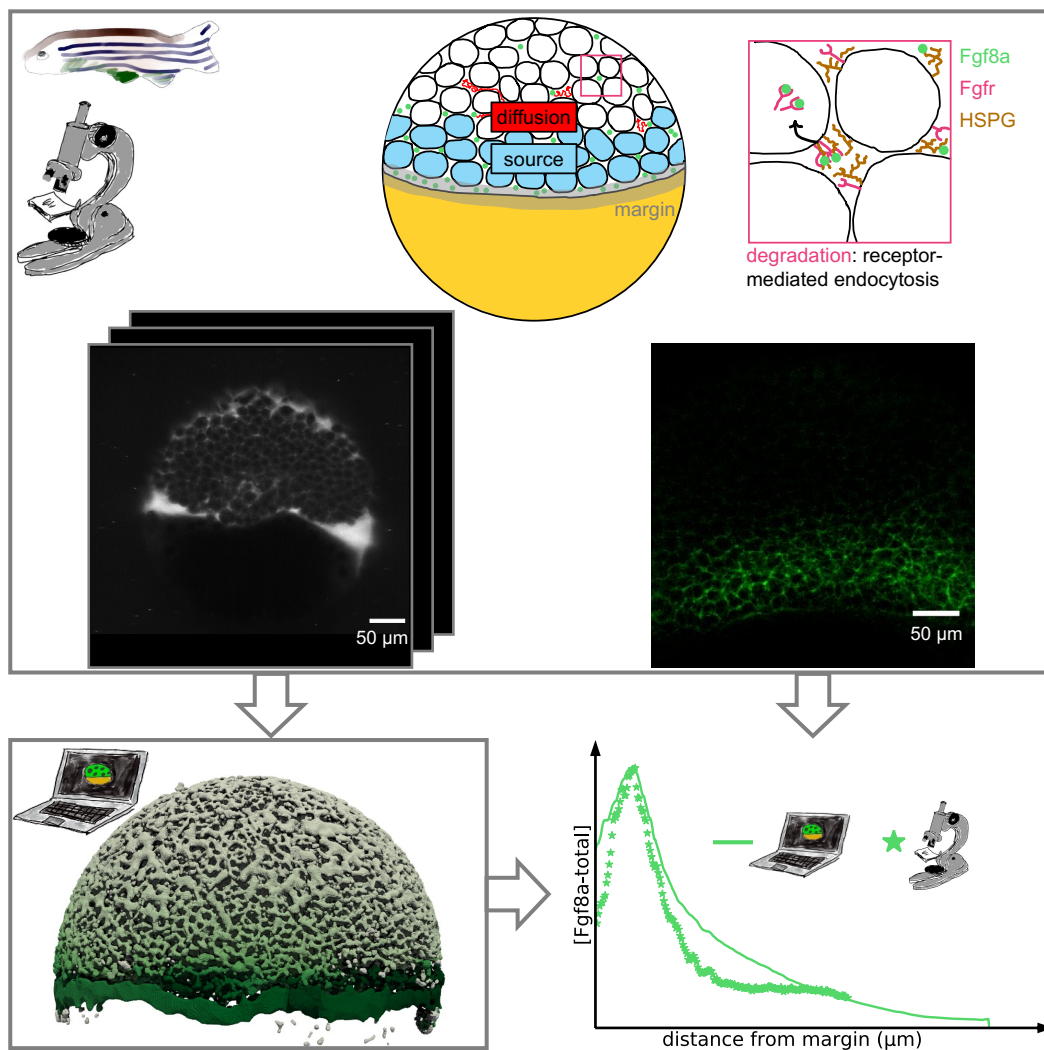 Fgf8a
Fgfr
HSPG
diffusion
source
margin
degradation: receptor-
mediated endocytosis
50 µm
50 µm
[Fgf8a-total]
distance from margin (µm)